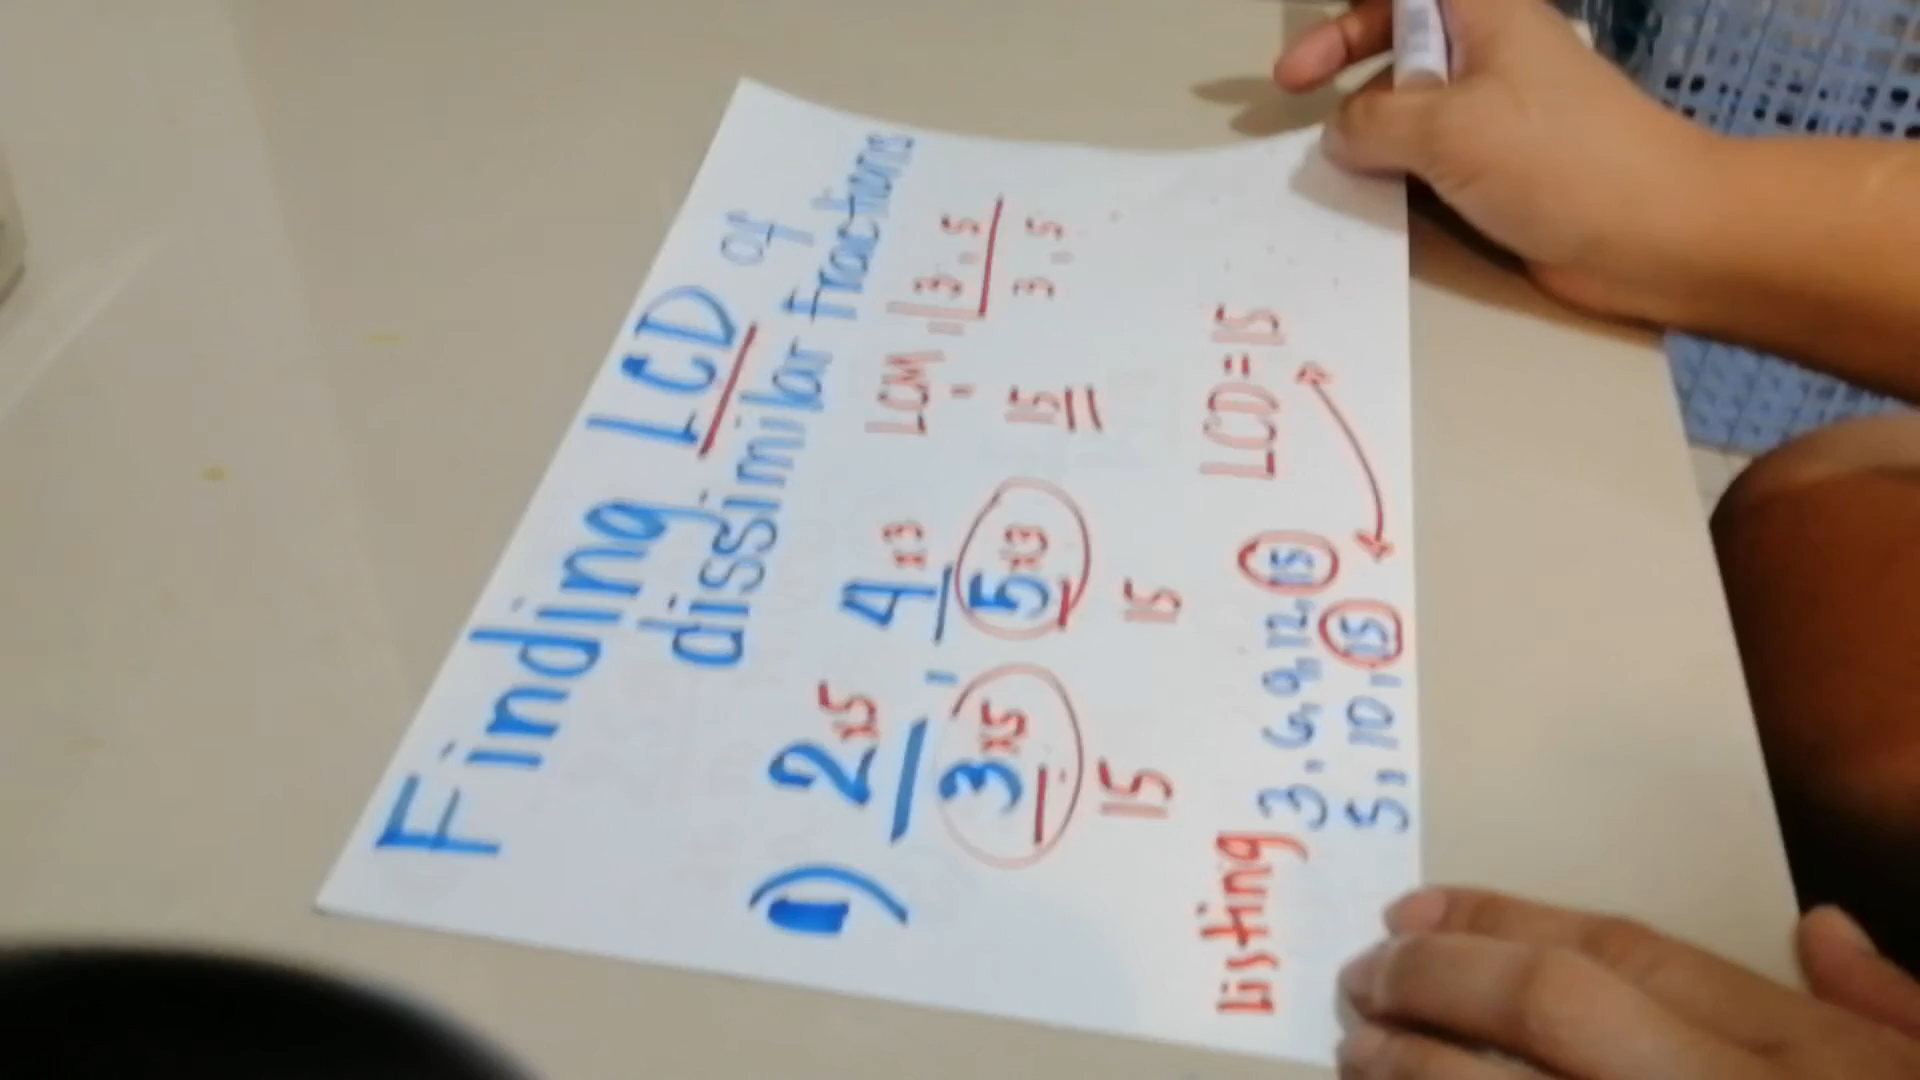 Finding LCD of
dissimilar Fractions
1) 2x5 , 4x3
3x5 5x3
15 15
LCM 1 3, 5
= 3, 5
15
LCD = 15
Listing 3, 6, 9, 12, 15
5, 10, 15